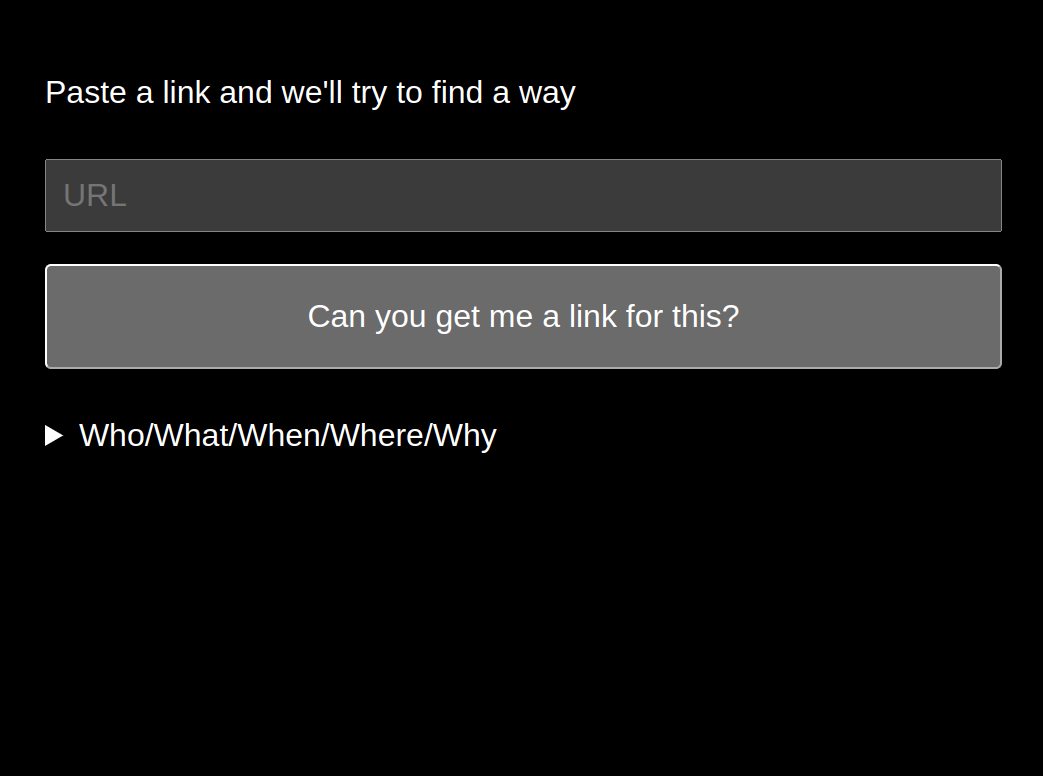 Paste a link and we'll try to find a way
URL
Can you get me a link for this?
Who/What/When/Where/Why